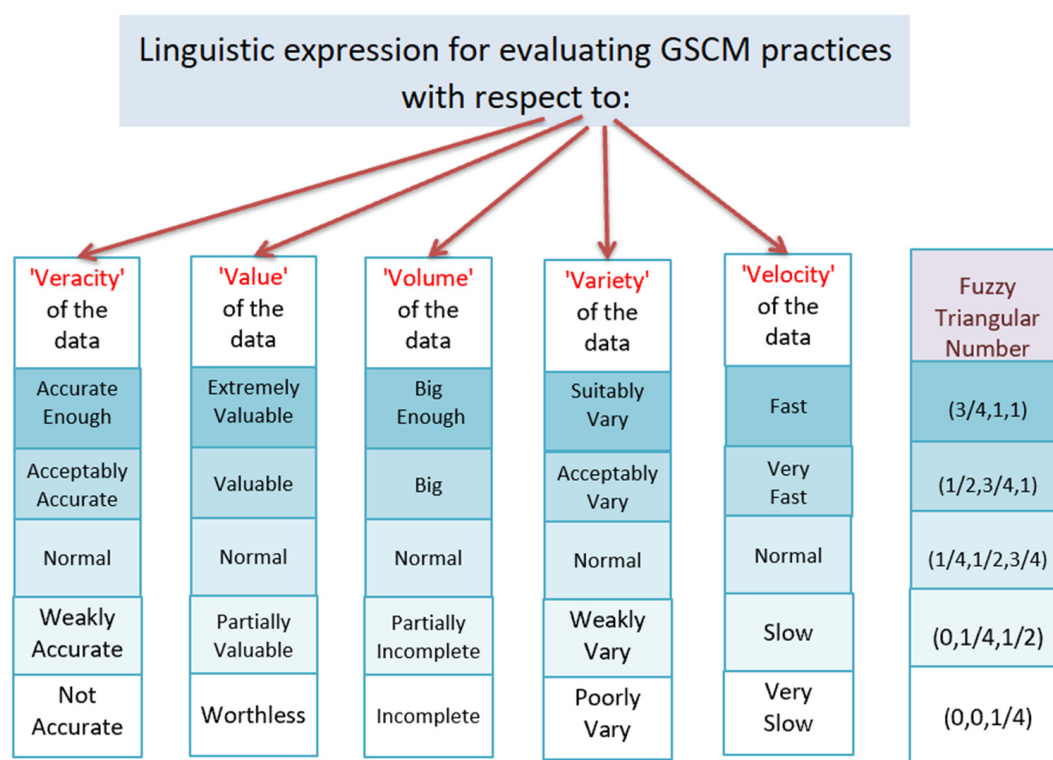 Linguistic expression for evaluating GSCM practices
with respect to:
'Veracity'
of the
data
'Value'
of the
data
'Volume'
of the
data
'Variety'
of the
data
'Velocity'
of the
data
Fuzzy
Triangular
Number
Accurate
Enough
Extremely
Valuable
Big
Enough
Suitably
Vary
Fast
(3/4,1,1)
Acceptably
Accurate
Valuable
Big
Acceptably
Vary
Very
Fast
(1/2,3/4,1)
Normal
Normal
Normal
Normal
Normal
(1/4,1/2,3/4)
Weakly
Accurate
Partially
Valuable
Partially
Incomplete
Weakly
Vary
Slow
(0,1/4,1/2)
Not
Accurate
Worthless
Incomplete
Poorly
Vary
Very
Slow
(0,0,1/4)